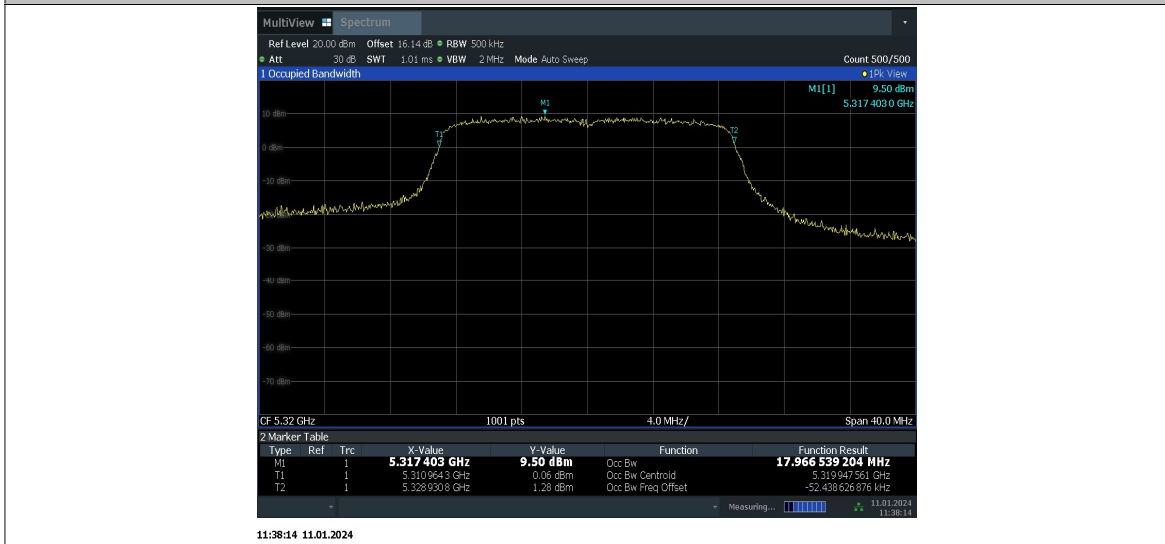 MultiView Spectrum
Ref Level 20.00 dBm Offset 16.14 dB RBW 500 kHz
Att 30 dB SWT 1.01 ms VBW 2 MHz Mode Auto Sweep Count 500/500
1 Occupied Bandwidth 1Pk View
M1[1] 9.50 dBm
5.317 403 0 GHz
M1
10 dBm
T1
T2
0 dBm
-10 dBm
-30 dBm
-40 dBm
-50 dBm
-60 dBm
-70 dBm
CF 5.32 GHz 1001 pts 4.0 MHz/ Span 40.0 MHz
2 Marker Table
Type Ref Trc X-Value Y-Value Function Function Result
M1 1 5.317 403 GHz 9.50 dBm Occ Bw 17.966 539 204 MHz
T1 1 5.310 964 3 GHz 0.06 dBm Occ Bw Centroid 5.319 947 561 GHz
T2 1 5.328 930 8 GHz 1.28 dBm Occ Bw Freq Offset -52.438 626 876 kHz
Measuring... 11.01.2024
11:38:14
11:38:14 11.01.2024